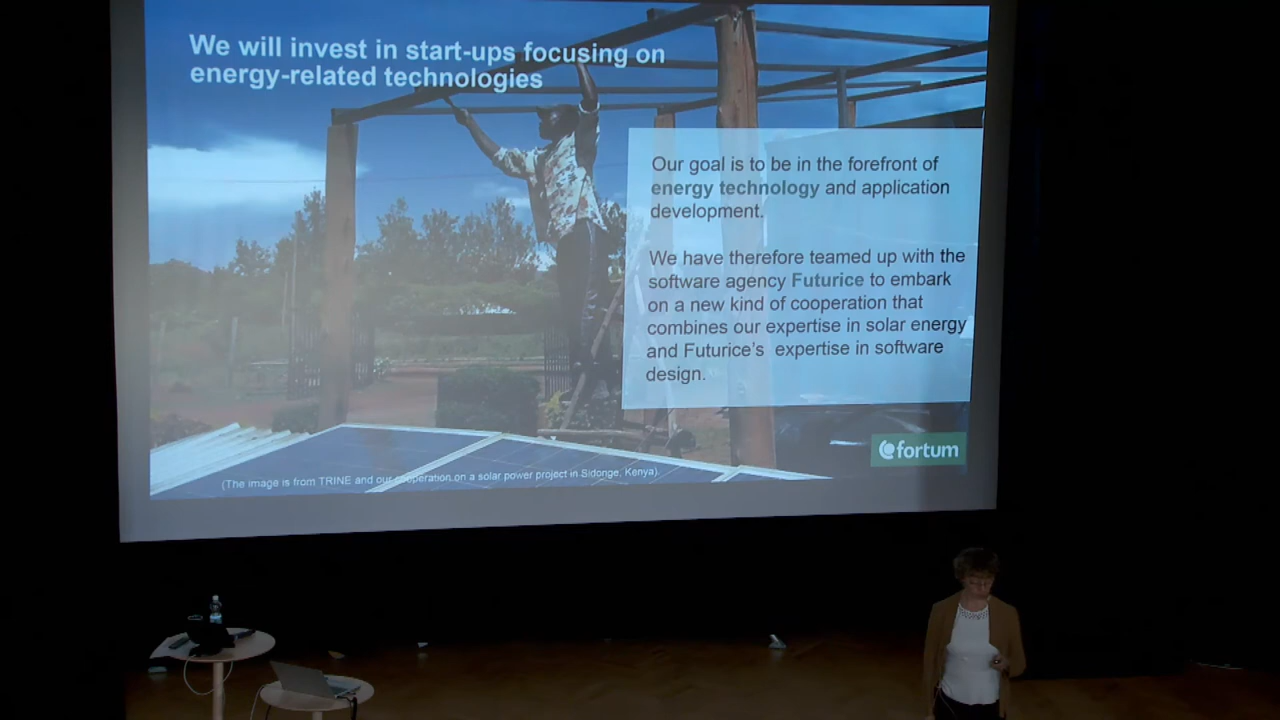 We will invest in start-ups focusing on
energy-related technologies
Our goal is to be in the forefront of
energy technology and application
development.
We have therefore teamed up with the
software agency Futurice to embark
on a new kind of cooperation that
combines our expertise in solar energy
and Futurice's expertise in software
design.
fortum
(The image is from TRINE and our cooperation on a solar power project in Sidonge, Kenya).